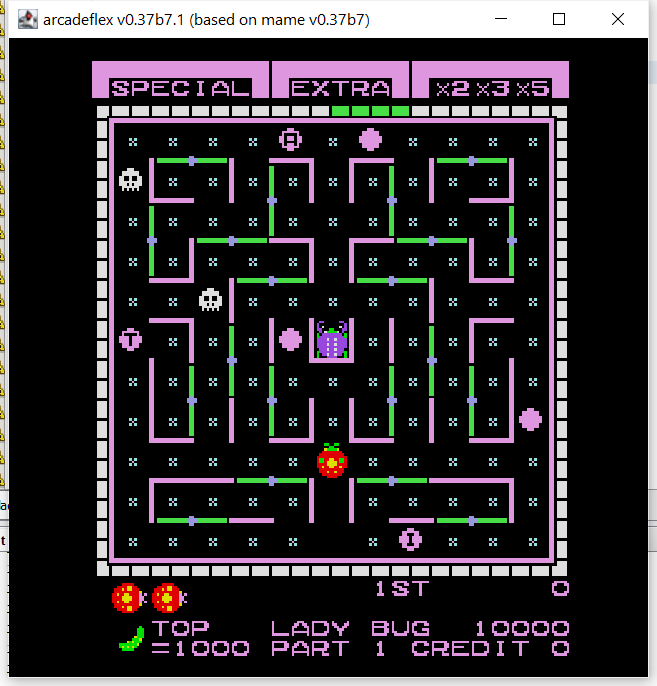 arcadeflex v0.37b7.1 (based on mame v0.37b7)
SPECIAL EXTRA x2x3x5
1ST 0
TOP LADY BUG 10000
=1000 PART 1 CREDIT 0